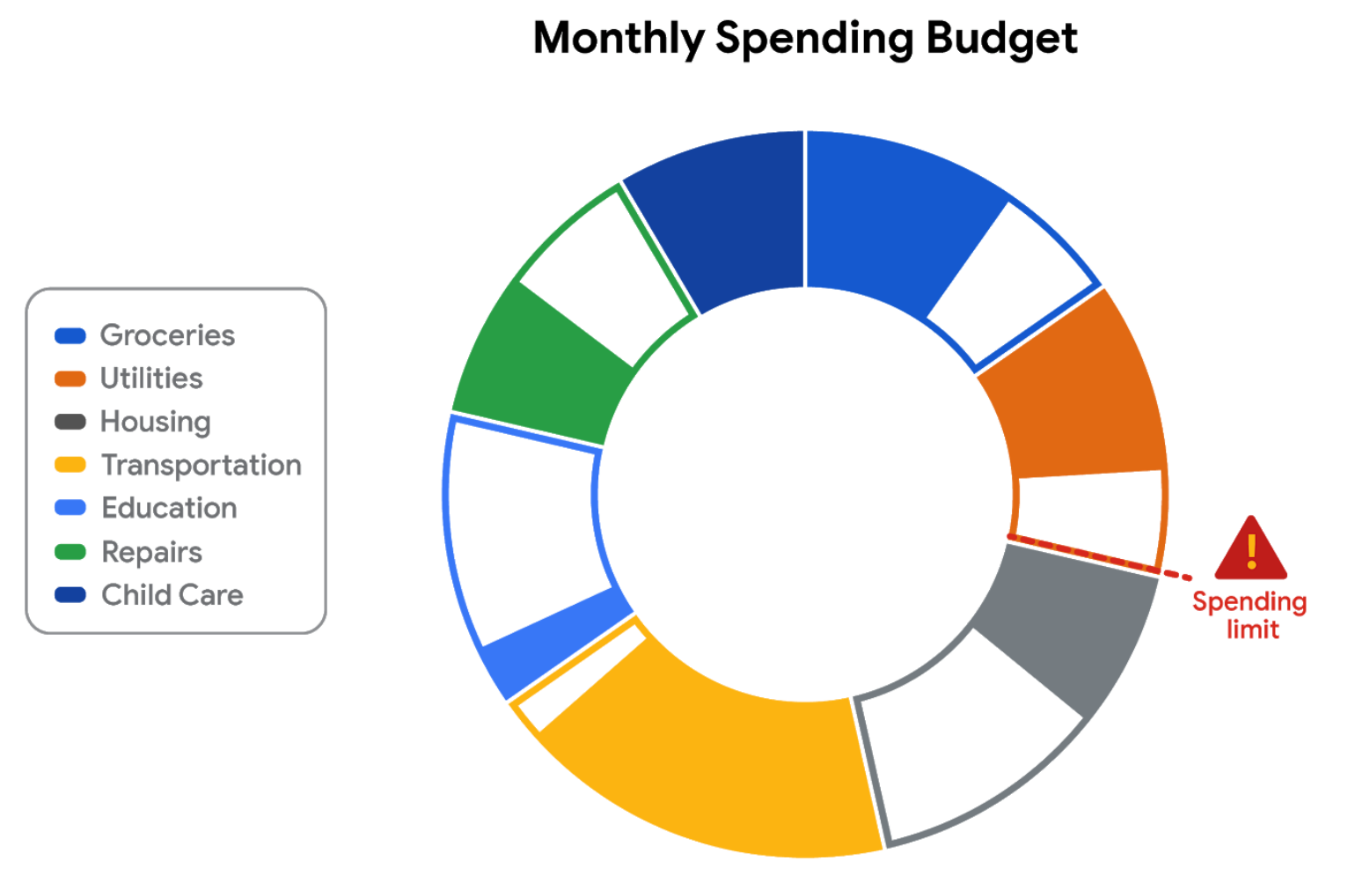 Monthly Spending Budget
Groceries
Utilities
Housing
Transportation
Education
Repairs
Child Care
!
Spending
limit